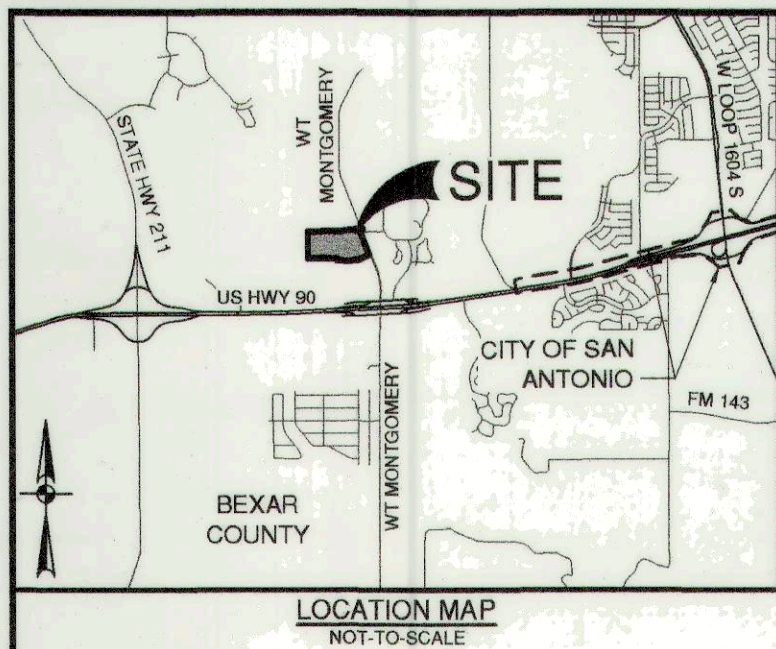 STATE HWY 211
WT
MONTGOMERY
W LOOP 1604 S
SITE
US HWY 90
CITY OF SAN
ANTONIO
FM 143
WT MONTGOMERY
BEXAR
COUNTY
LOCATION MAP
NOT-TO-SCALE